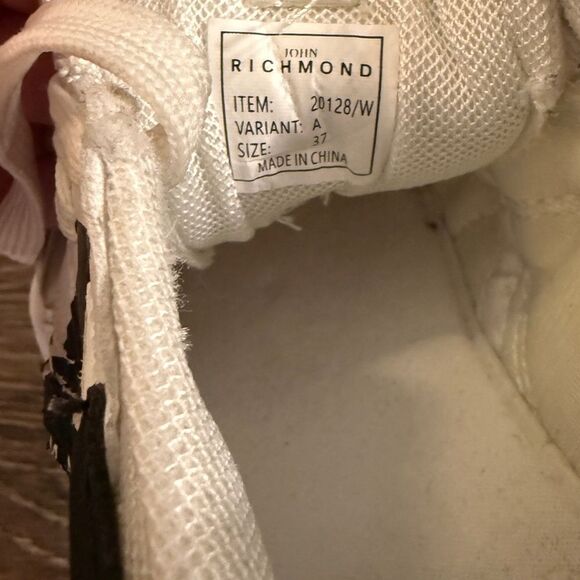 JOHN
RICHMOND
ITEM: 20128/W
VARIANT: A
SIZE: 37
MADE IN CHINA